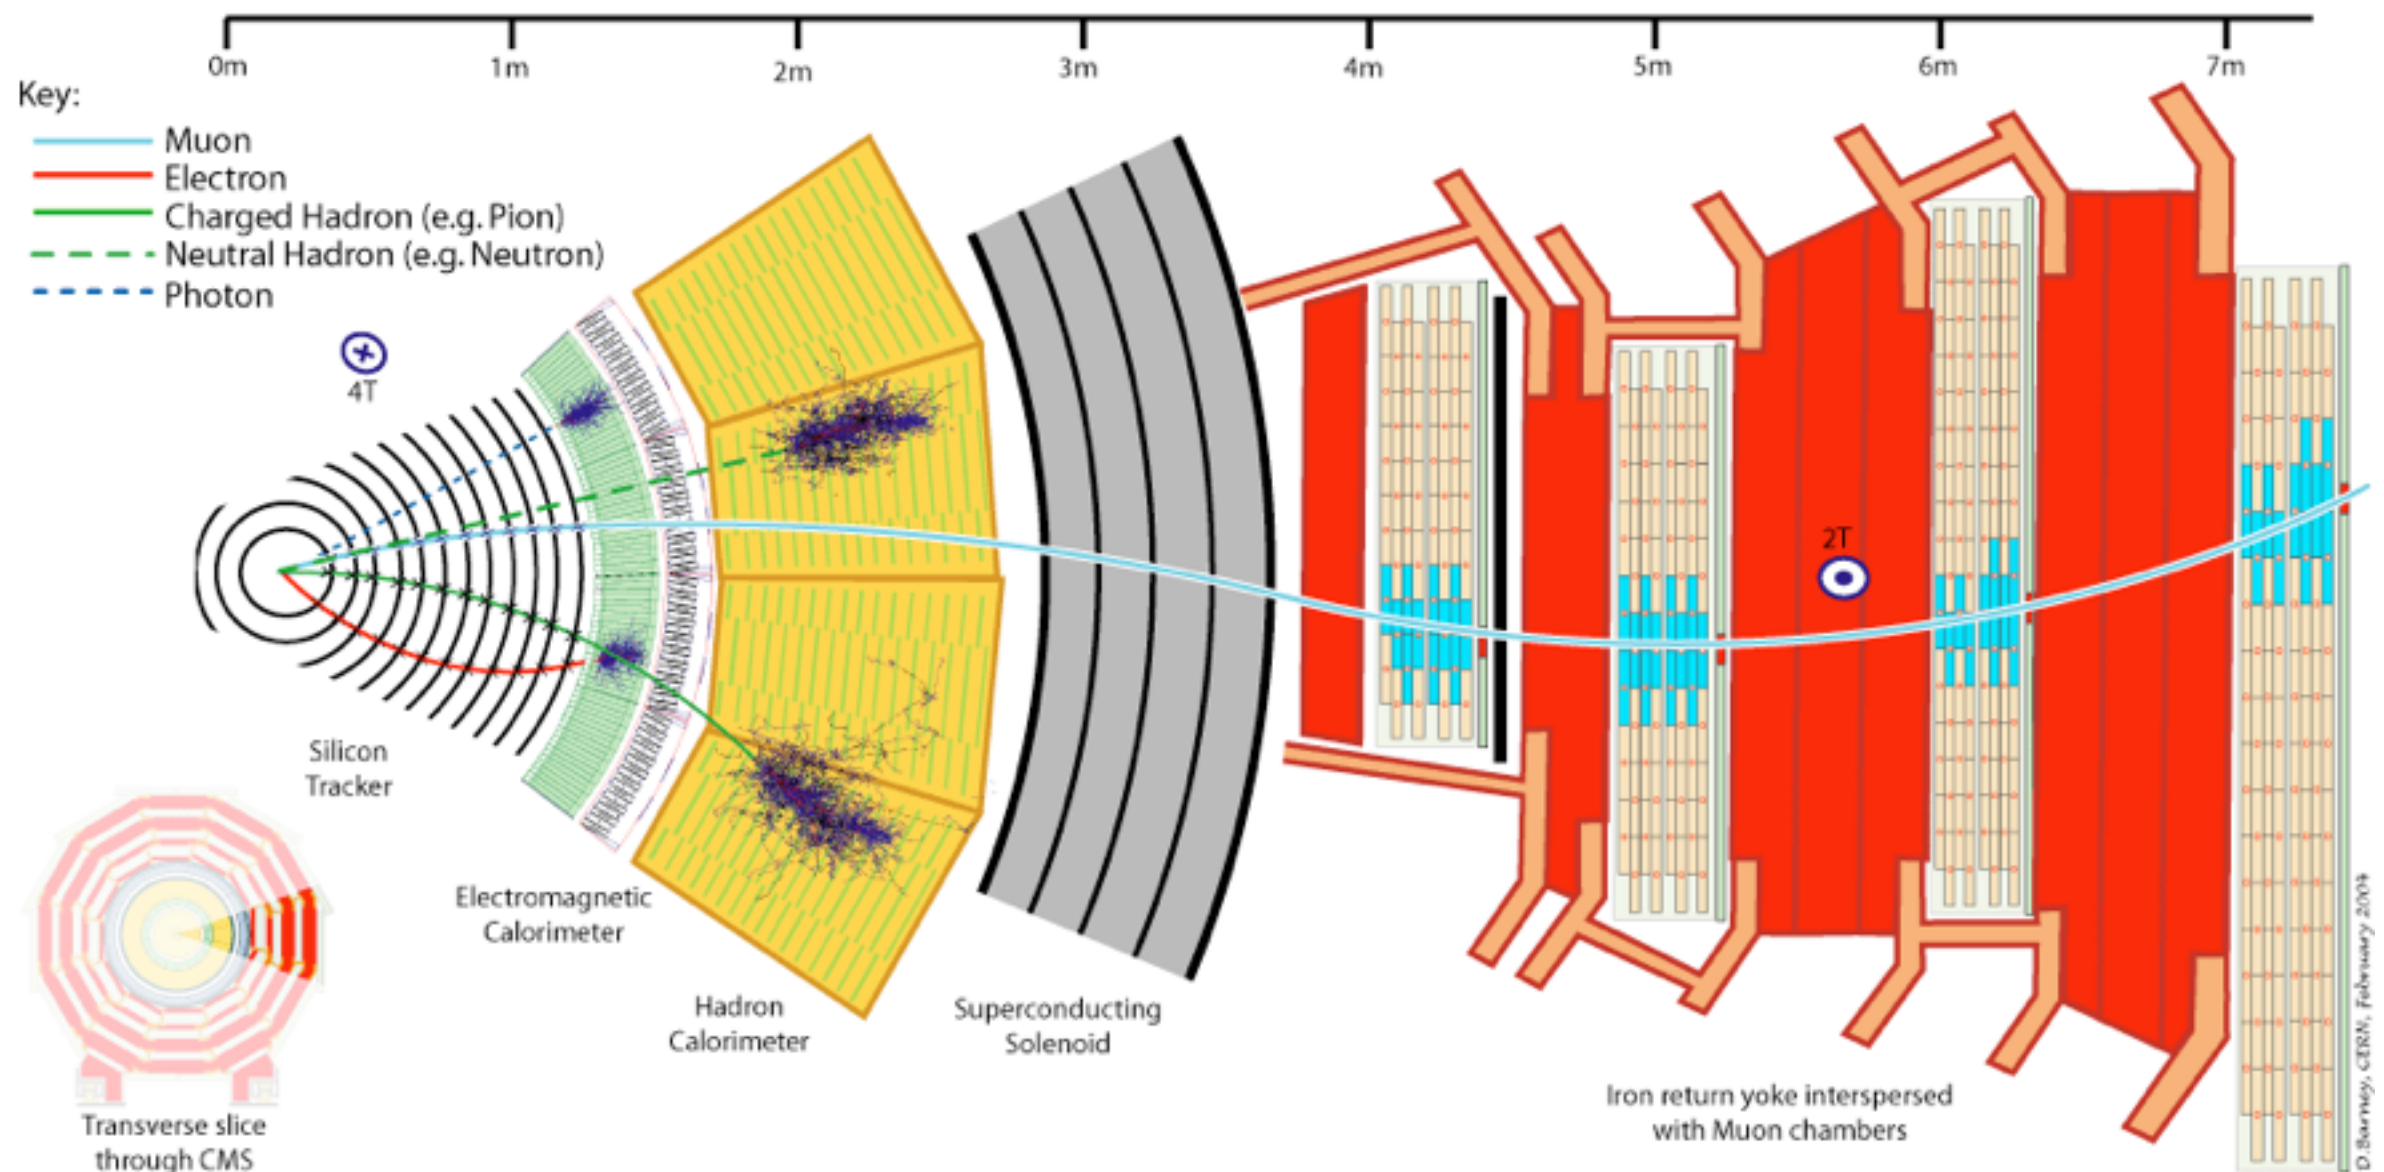 0m 1m 2m 3m 4m 5m 6m 7m
Key:
Muon
Electron
Charged Hadron (e.g. Pion)
Neutral Hadron (e.g. Neutron)
Photon
4T
2T
Silicon
Tracker
Electromagnetic
Calorimeter
Hadron
Calorimeter
Superconducting
Solenoid
Iron return yoke interspersed
with Muon chambers
Transverse slice
through CMS
D.Barney, CERN, February 2004